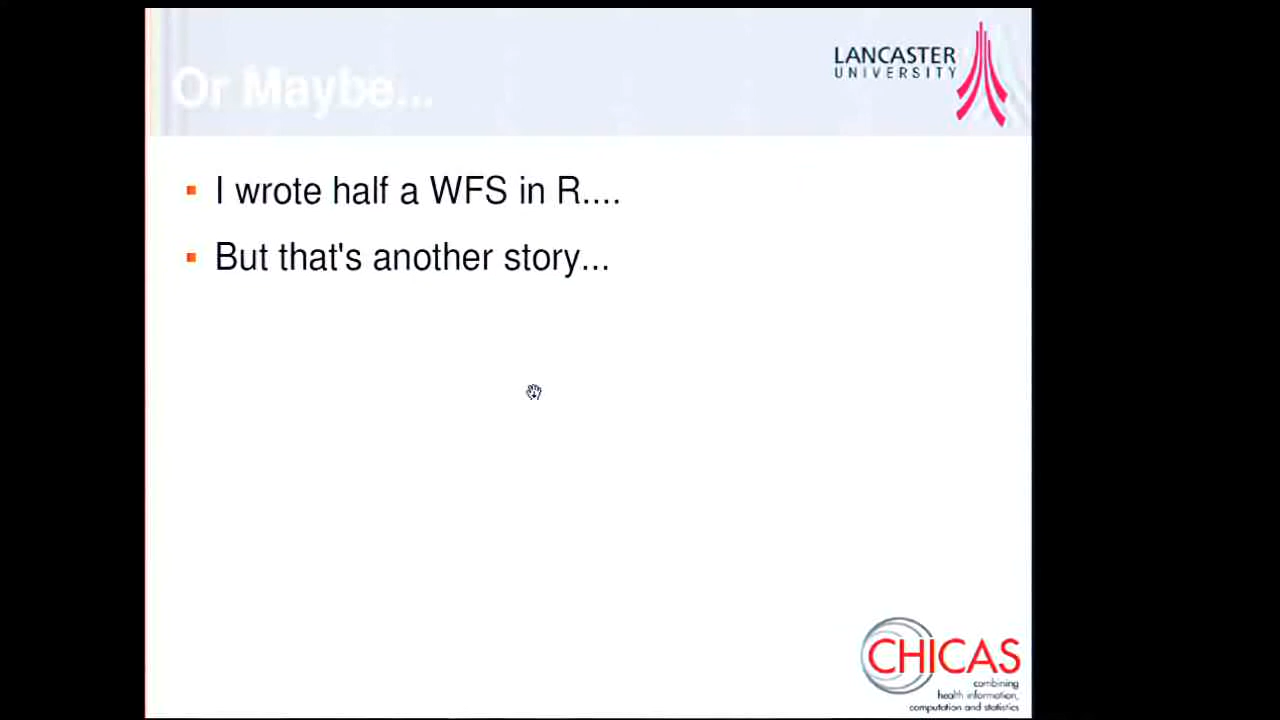 Or Maybe...
LANCASTER
UNIVERSITY
I wrote half a WFS in R....
But that's another story...
CHICAS
combining
health information,
computation and statistics